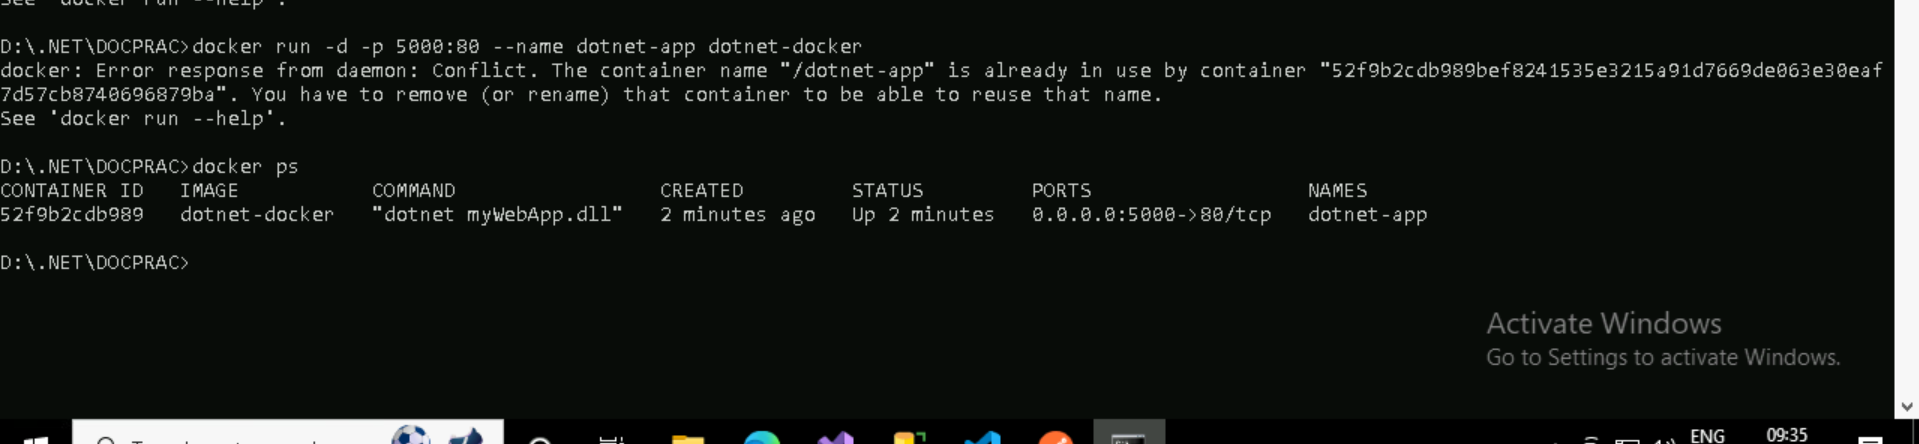 See 'docker run --help'.
D:\.NET\DOCPRAC>docker run -d -p 5000:80 --name dotnet-app dotnet-docker
docker: Error response from daemon: Conflict. The container name "/dotnet-app" is already in use by container "52f9b2cdb989bef8241535e3215a91d7669de063e30eaf
7d57cb8740696879ba". You have to remove (or rename) that container to be able to reuse that name.
See 'docker run --help'.
D:\.NET\DOCPRAC>docker ps
CONTAINER ID   IMAGE           COMMAND                 CREATED         STATUS         PORTS                  NAMES
52f9b2cdb989   dotnet-docker   "dotnet myWebApp.dll"   2 minutes ago   Up 2 minutes   0.0.0.0:5000->80/tcp   dotnet-app
D:\.NET\DOCPRAC>
Activate Windows
Go to Settings to activate Windows.
ENG 09:35